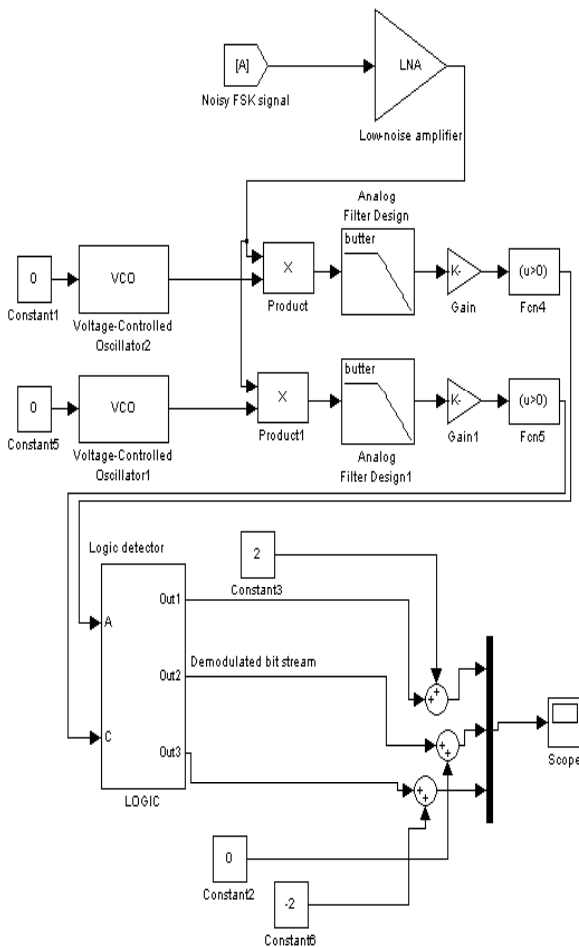 [A]
Noisy FSK signal
LNA
Low-noise amplifier
Analog
Filter Design
butter
0
Constant1
VCO
Voltage-Controlled
Oscillator2
X
Product
K-
Gain
(u>0)
Fcn4
0
Constant5
VCO
Voltage-Controlled
Oscillator1
X
Product1
butter
Analog
Filter Design1
K-
Gain1
(u>0)
Fcn5
Logic detector
2
Constant3
A
Out1
Demodulated bit stream
Out2
C
Out3
LOGIC
+
+
+
+
+
+
Scope
0
Constant2
-2
Constant6